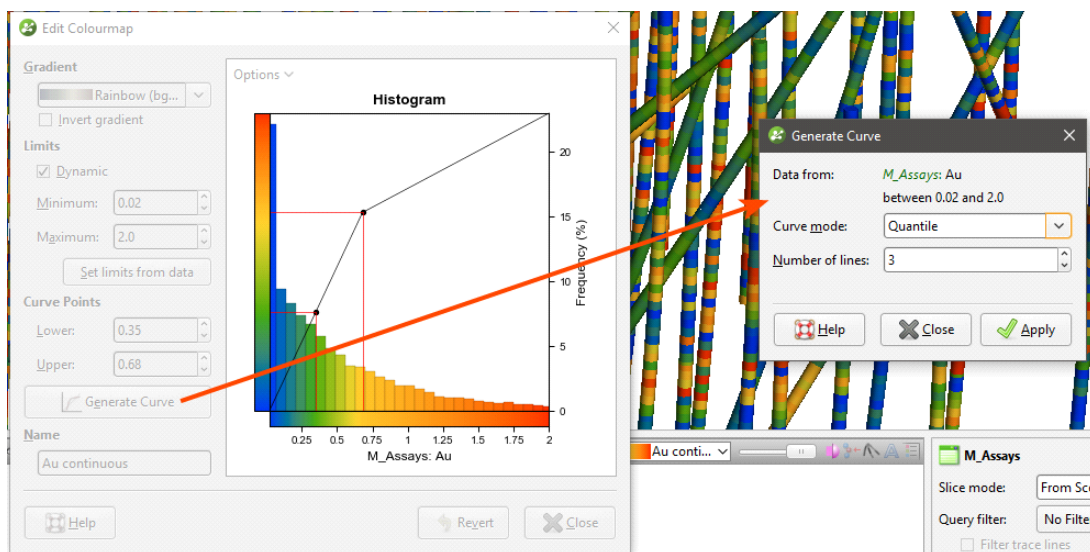 Edit Colourmap
Gradient
Rainbow (bg...
Invert gradient
Limits
Dynamic
Minimum: 0.02
Maximum: 2.0
Set limits from data
Curve Points
Lower: 0.35
Upper: 0.68
Generate Curve
Name
Au continuous
Help
Revert
Close
Options
Histogram
20
15
10
5
0
Frequency (%)
0.25 0.5 0.75 1 1.25 1.5 1.75 2
M_Assays: Au
Generate Curve
Data from: M_Assays: Au
between 0.02 and 2.0
Curve mode: Quantile
Number of lines: 3
Help
Close
Apply
Au conti...
M_Assays
Slice mode: From Sc
Query filter: No Filte
Filter trace lines